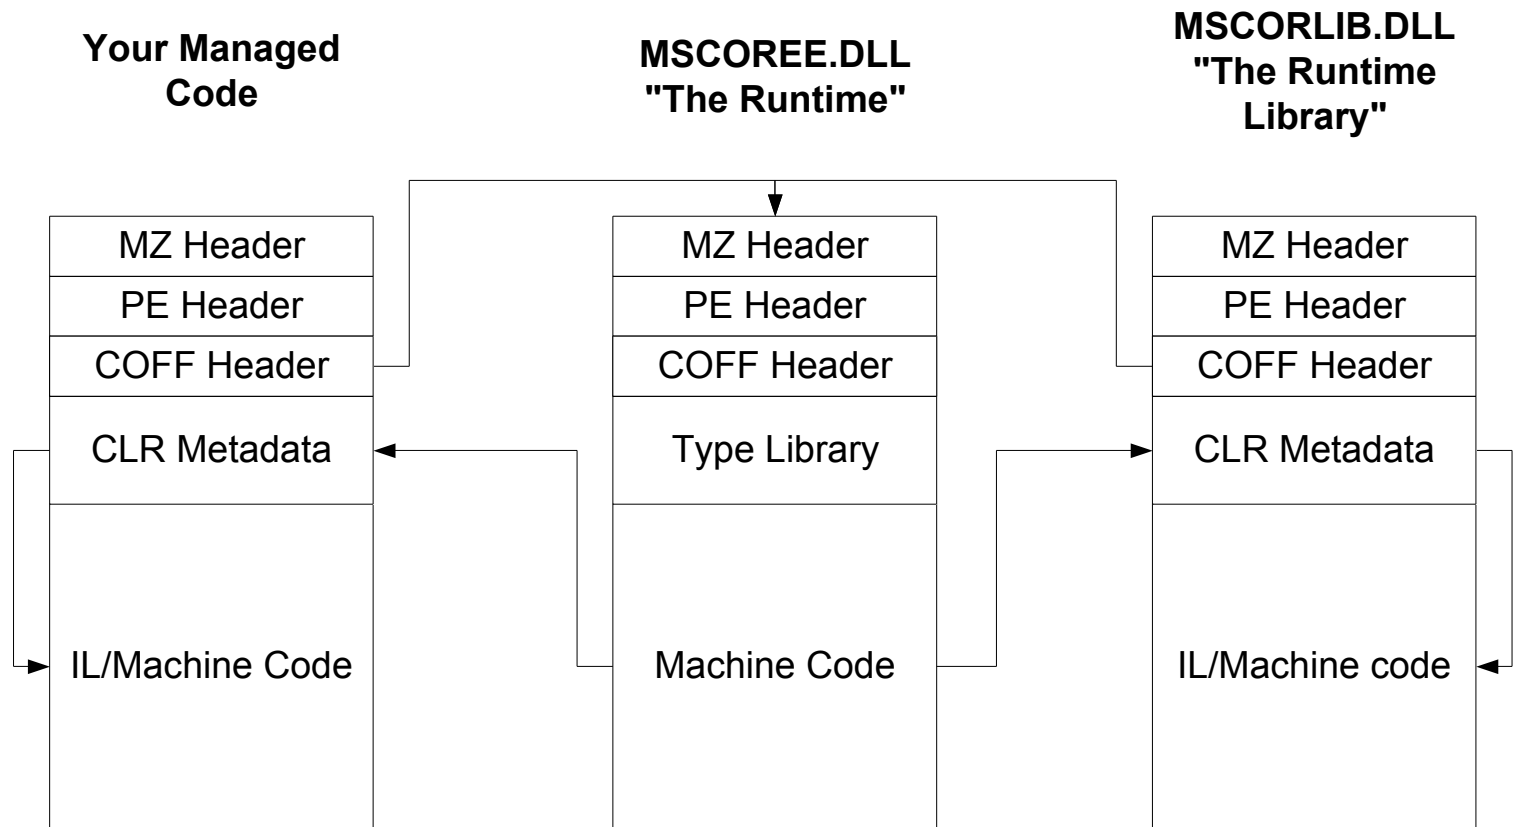 Your Managed
Code
MSCOREE.DLL
"The Runtime"
MSCORLIB.DLL
"The Runtime
Library"
MZ Header
PE Header
COFF Header
CLR Metadata
IL/Machine Code
MZ Header
PE Header
COFF Header
Type Library
Machine Code
MZ Header
PE Header
COFF Header
CLR Metadata
IL/Machine code